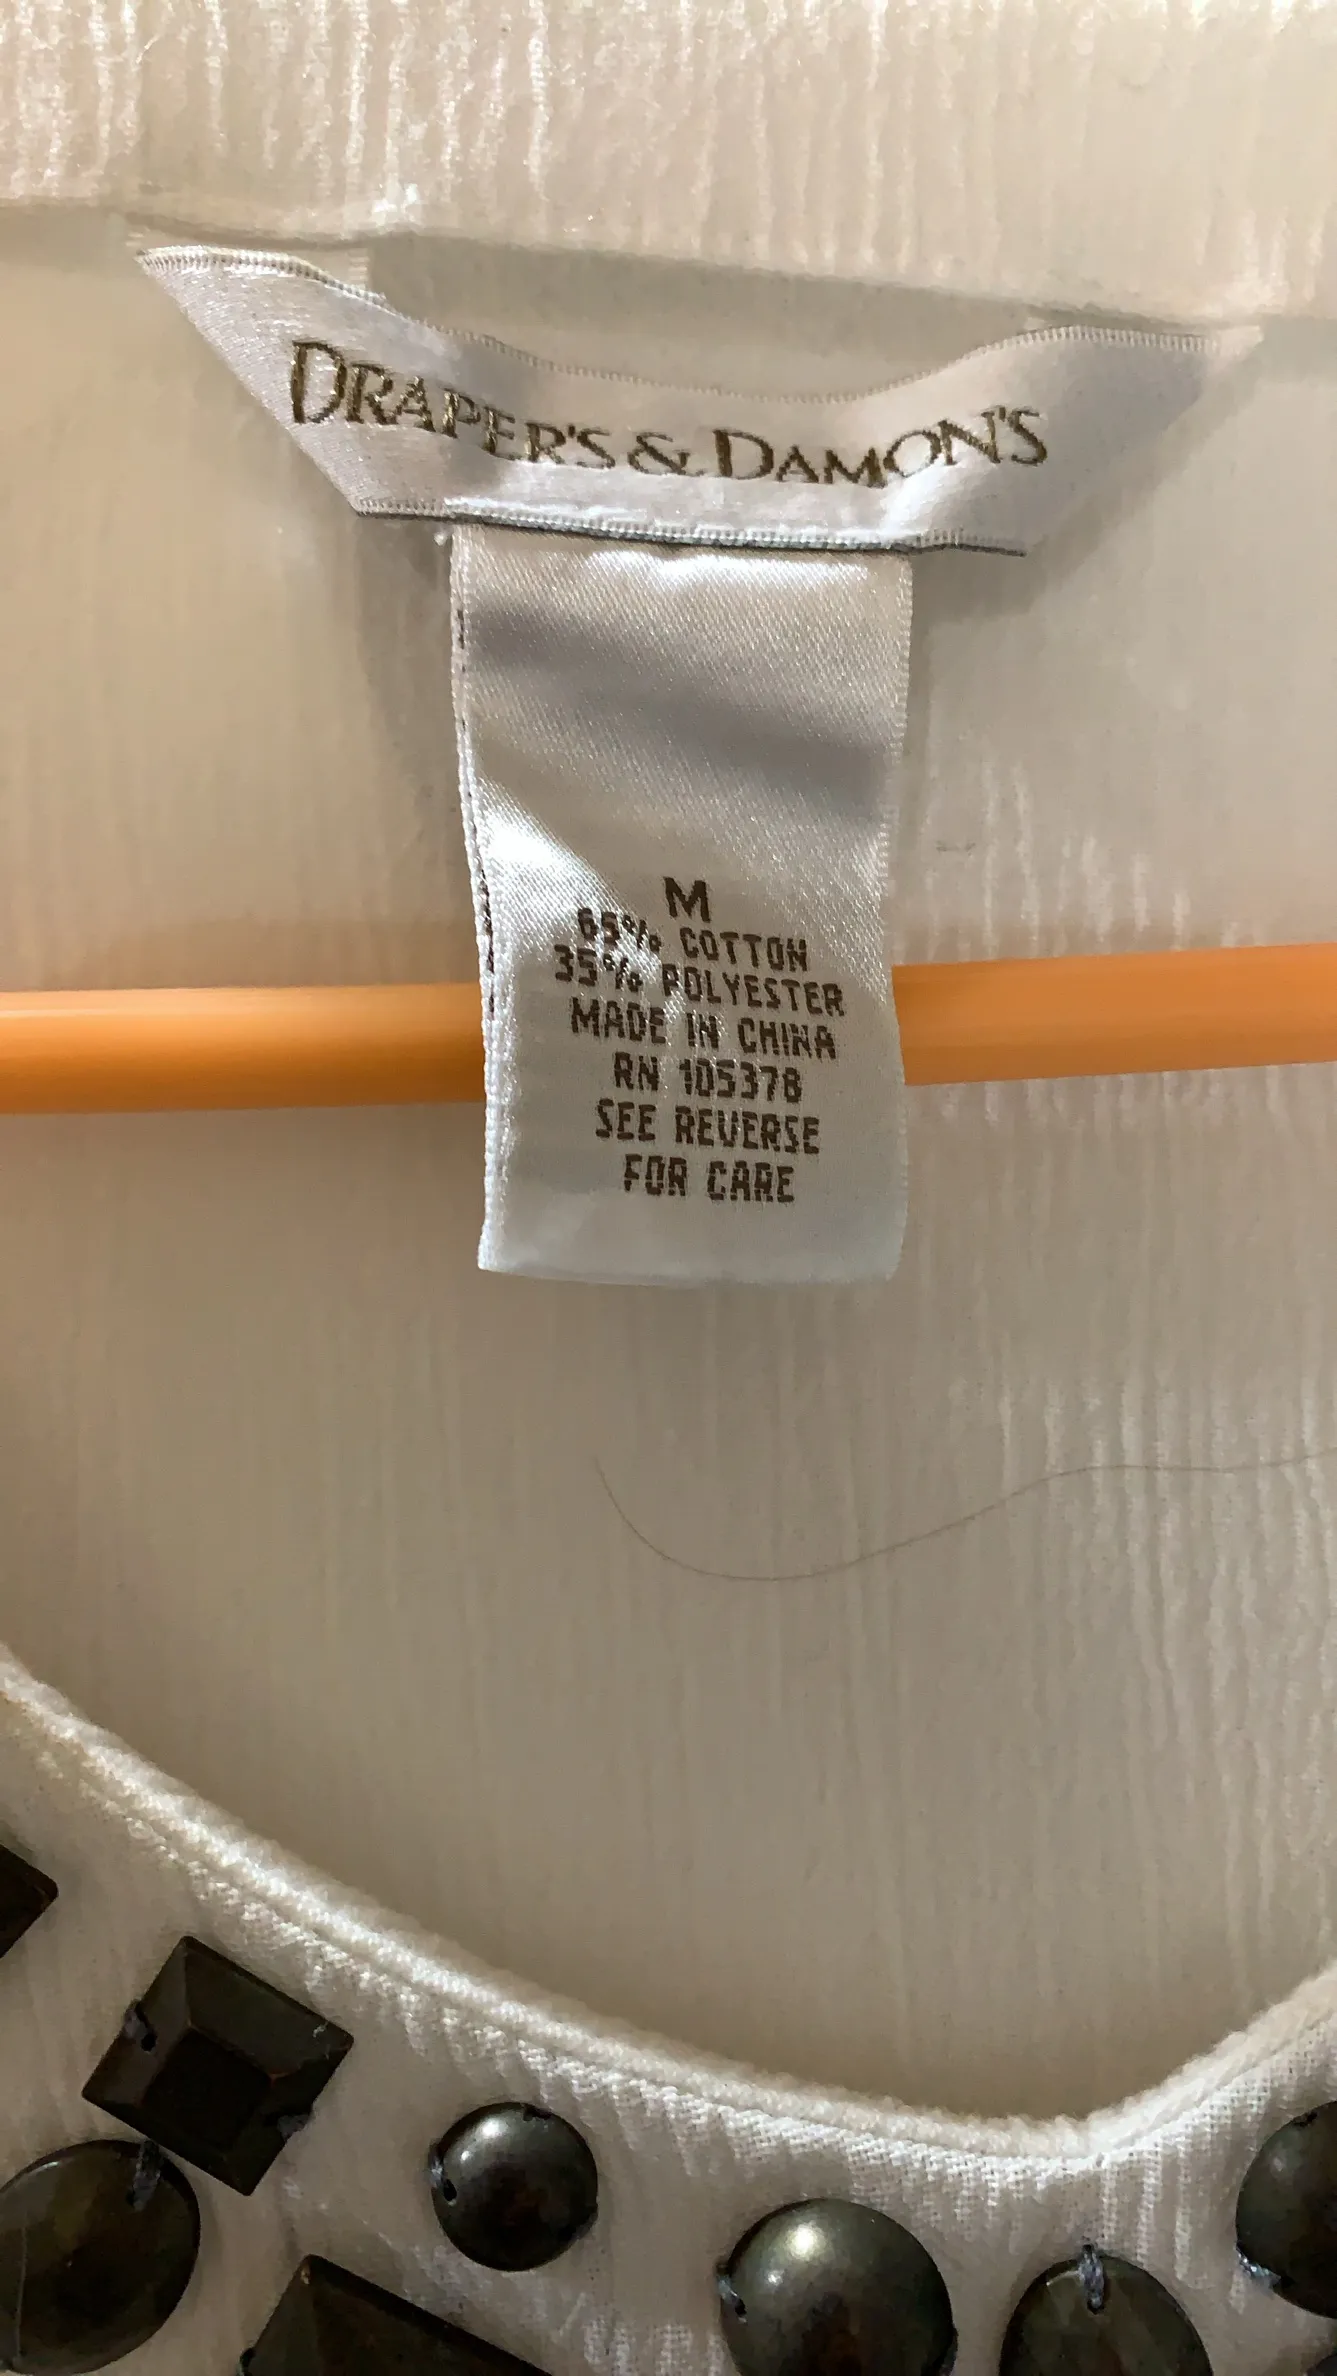 DRAPER'S & DAMON'S
M
65% COTTON
35% POLYESTER
MADE IN CHINA
RN 105378
SEE REVERSE
FOR CARE